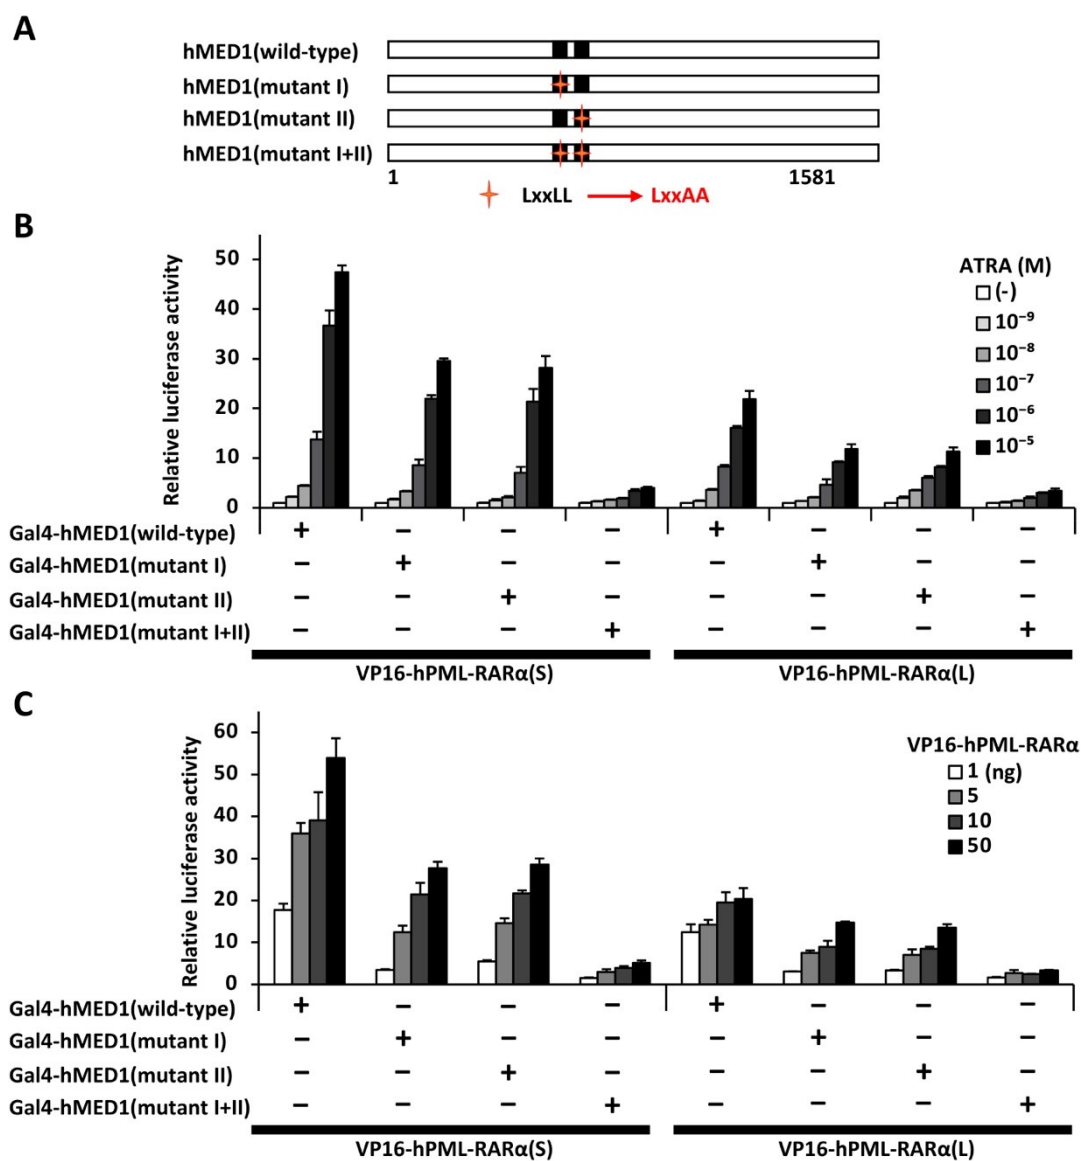 A
hMED1(wild-type)
hMED1(mutant I)
hMED1(mutant II)
hMED1(mutant I+II)
1 1581
LxxLL LxxAA
B
Relative luciferase activity
50
40
30
20
10
0
ATRA (M)
(-)
10⁻⁹
10⁻⁸
10⁻⁷
10⁻⁶
10⁻⁵
Gal4-hMED1(wild-type) + − − − + − − −
Gal4-hMED1(mutant I) − + − − − + − −
Gal4-hMED1(mutant II) − − + − − − + −
Gal4-hMED1(mutant I+II) − − − + − − − +
VP16-hPML-RARα(S) VP16-hPML-RARα(L)
C
Relative luciferase activity
60
50
40
30
20
10
0
VP16-hPML-RARα
1 (ng)
5
10
50
Gal4-hMED1(wild-type) + − − − + − − −
Gal4-hMED1(mutant I) − + − − − + − −
Gal4-hMED1(mutant II) − − + − − − + −
Gal4-hMED1(mutant I+II) − − − + − − − +
VP16-hPML-RARα(S) VP16-hPML-RARα(L)